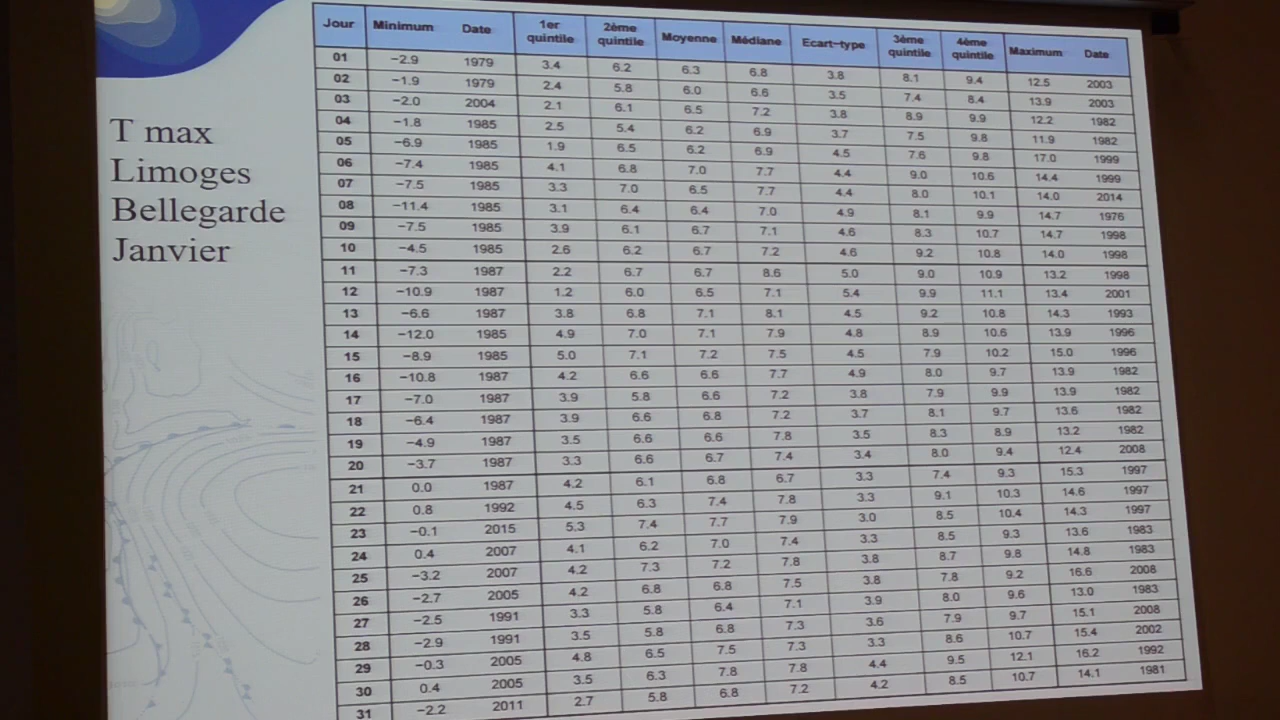 T max
Limoges
Bellegarde
Janvier
Jour Minimum Date 1er quintile 2ème quintile Moyenne Médiane Ecart-type 3ème quintile 4ème quintile Maximum Date
01 −2.9 1979 3.4 6.2 6.3 6.8 3.8 8.1 9.4 12.5 2003
02 −1.9 1979 2.4 5.8 6.0 6.6 3.5 7.4 8.4 13.9 2003
03 −2.0 2004 2.1 6.1 6.5 7.2 3.8 8.9 9.9 12.2 1982
04 −1.8 1985 2.5 5.4 6.2 6.9 3.7 7.5 9.8 11.9 1982
05 −6.9 1985 1.9 6.5 6.2 6.9 4.5 7.6 9.8 17.0 1999
06 −7.4 1985 4.1 6.8 7.0 7.7 4.4 9.0 10.6 14.4 1999
07 −7.5 1985 3.3 7.0 6.5 7.7 4.4 8.0 10.1 14.0 2014
08 −11.4 1985 3.1 6.4 6.4 7.0 4.9 8.1 9.9 14.7 1976
09 −7.5 1985 3.9 6.1 6.7 7.1 4.6 8.3 10.7 14.7 1998
10 −4.5 1985 2.6 6.2 6.7 7.2 4.6 9.2 10.8 14.0 1998
11 −7.3 1987 2.2 6.7 6.7 8.6 5.0 9.0 10.9 13.2 1998
12 −10.9 1987 1.2 6.0 6.5 7.1 5.4 9.9 11.1 13.4 2001
13 −6.6 1987 3.8 6.8 7.1 8.1 4.5 9.2 10.8 14.3 1993
14 −12.0 1985 4.9 7.0 7.1 7.9 4.8 8.9 10.6 13.9 1996
15 −8.9 1985 5.0 7.1 7.2 7.5 4.5 7.9 10.2 15.0 1996
16 −10.8 1987 4.2 6.6 6.6 7.7 4.9 8.0 9.7 13.9 1982
17 −7.0 1987 3.9 5.8 6.6 7.2 3.8 7.9 9.9 13.9 1982
18 −6.4 1987 3.9 6.6 6.8 7.2 3.7 8.1 9.7 13.6 1982
19 −4.9 1987 3.5 6.6 6.6 7.8 3.5 8.3 8.9 13.2 1982
20 −3.7 1987 3.3 6.6 6.7 7.4 3.4 8.0 9.4 12.4 2008
21 0.0 1987 4.2 6.1 6.8 6.7 3.3 7.4 9.3 15.3 1997
22 0.8 1992 4.5 6.3 7.4 7.8 3.3 9.1 10.3 14.6 1997
23 −0.1 2015 5.3 7.4 7.7 7.9 3.0 8.5 10.4 14.3 1997
24 0.4 2007 4.1 6.2 7.0 7.4 3.3 8.5 9.3 13.6 1983
25 −3.2 2007 4.2 7.3 7.2 7.8 3.8 8.7 9.8 14.8 1983
26 −2.7 2005 4.2 6.8 6.8 7.5 3.8 7.8 9.2 16.6 2008
27 −2.5 1991 3.3 5.8 6.4 7.1 3.9 8.0 9.6 13.0 1983
28 −2.9 1991 3.5 5.8 6.8 7.3 3.6 7.9 9.7 15.1 2008
29 −0.3 2005 4.8 6.5 7.5 7.3 3.3 8.6 10.7 15.4 2002
30 0.4 2005 3.5 6.3 7.8 7.8 4.4 9.5 12.1 16.2 1992
31 −2.2 2011 2.7 5.8 6.8 7.2 4.2 8.5 10.7 14.1 1981